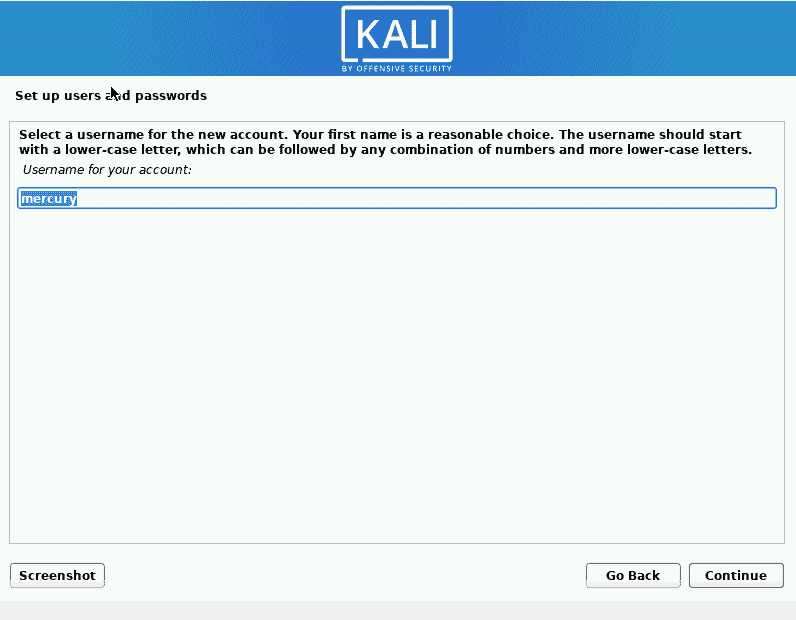 KALI
BY OFFENSIVE SECURITY
Set up users and passwords
Select a username for the new account. Your first name is a reasonable choice. The username should start
with a lower-case letter, which can be followed by any combination of numbers and more lower-case letters.
Username for your account:
mercury
Screenshot
Go Back
Continue